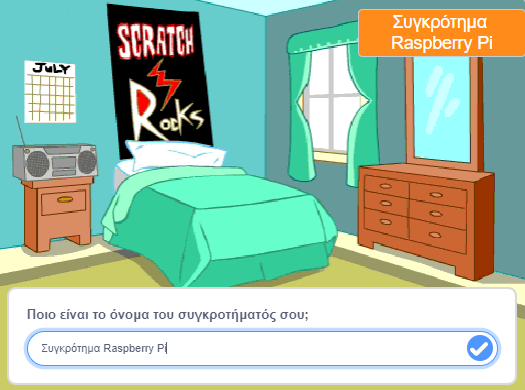 Συγκρότημα
Raspberry Pi
JULY
SCRATCH
Rocks
Ποιο είναι το όνομα του συγκροτήματός σου;
Συγκρότημα Raspberry Pi